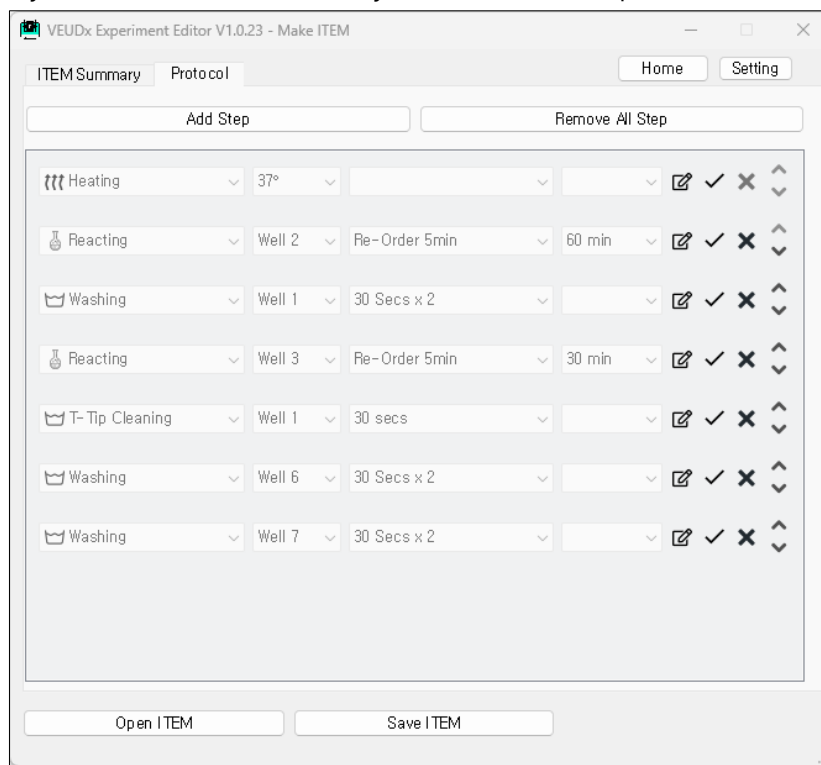 VEUDx Experiment Editor V1.0.23 - Make ITEM
ITEM Summary Protocol Home Setting
Add Step Remove All Step
Heating 37°
Reacting Well 2 Re-Order 5min 60 min
Washing Well 1 30 Secs x 2
Reacting Well 3 Re-Order 5min 30 min
T-Tip Cleaning Well 1 30 secs
Washing Well 6 30 Secs x 2
Washing Well 7 30 Secs x 2
Open ITEM Save ITEM